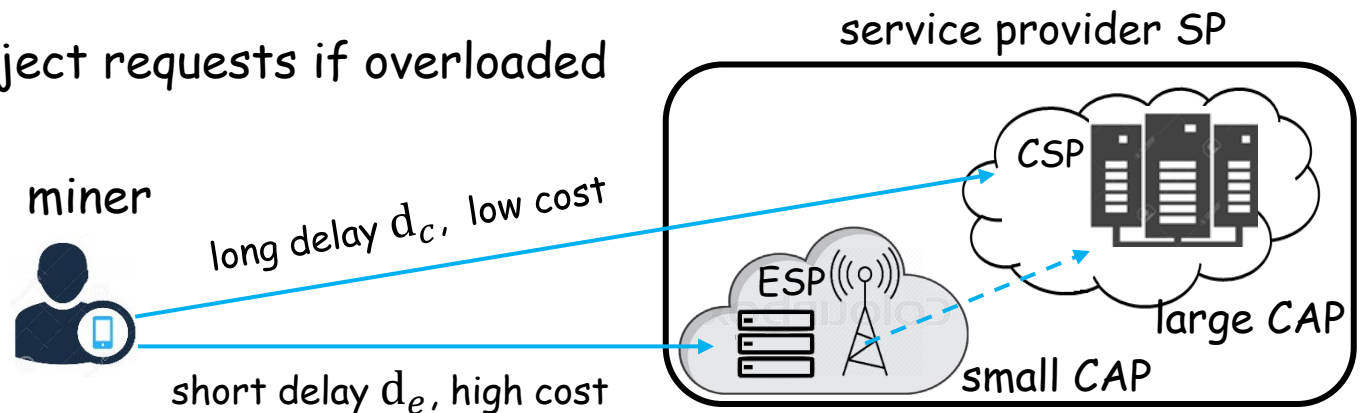 service provider SP
ject requests if overloaded
CSP
miner
long delay d_c, low cost
ESP
large CAP
small CAP
short delay d_e, high cost